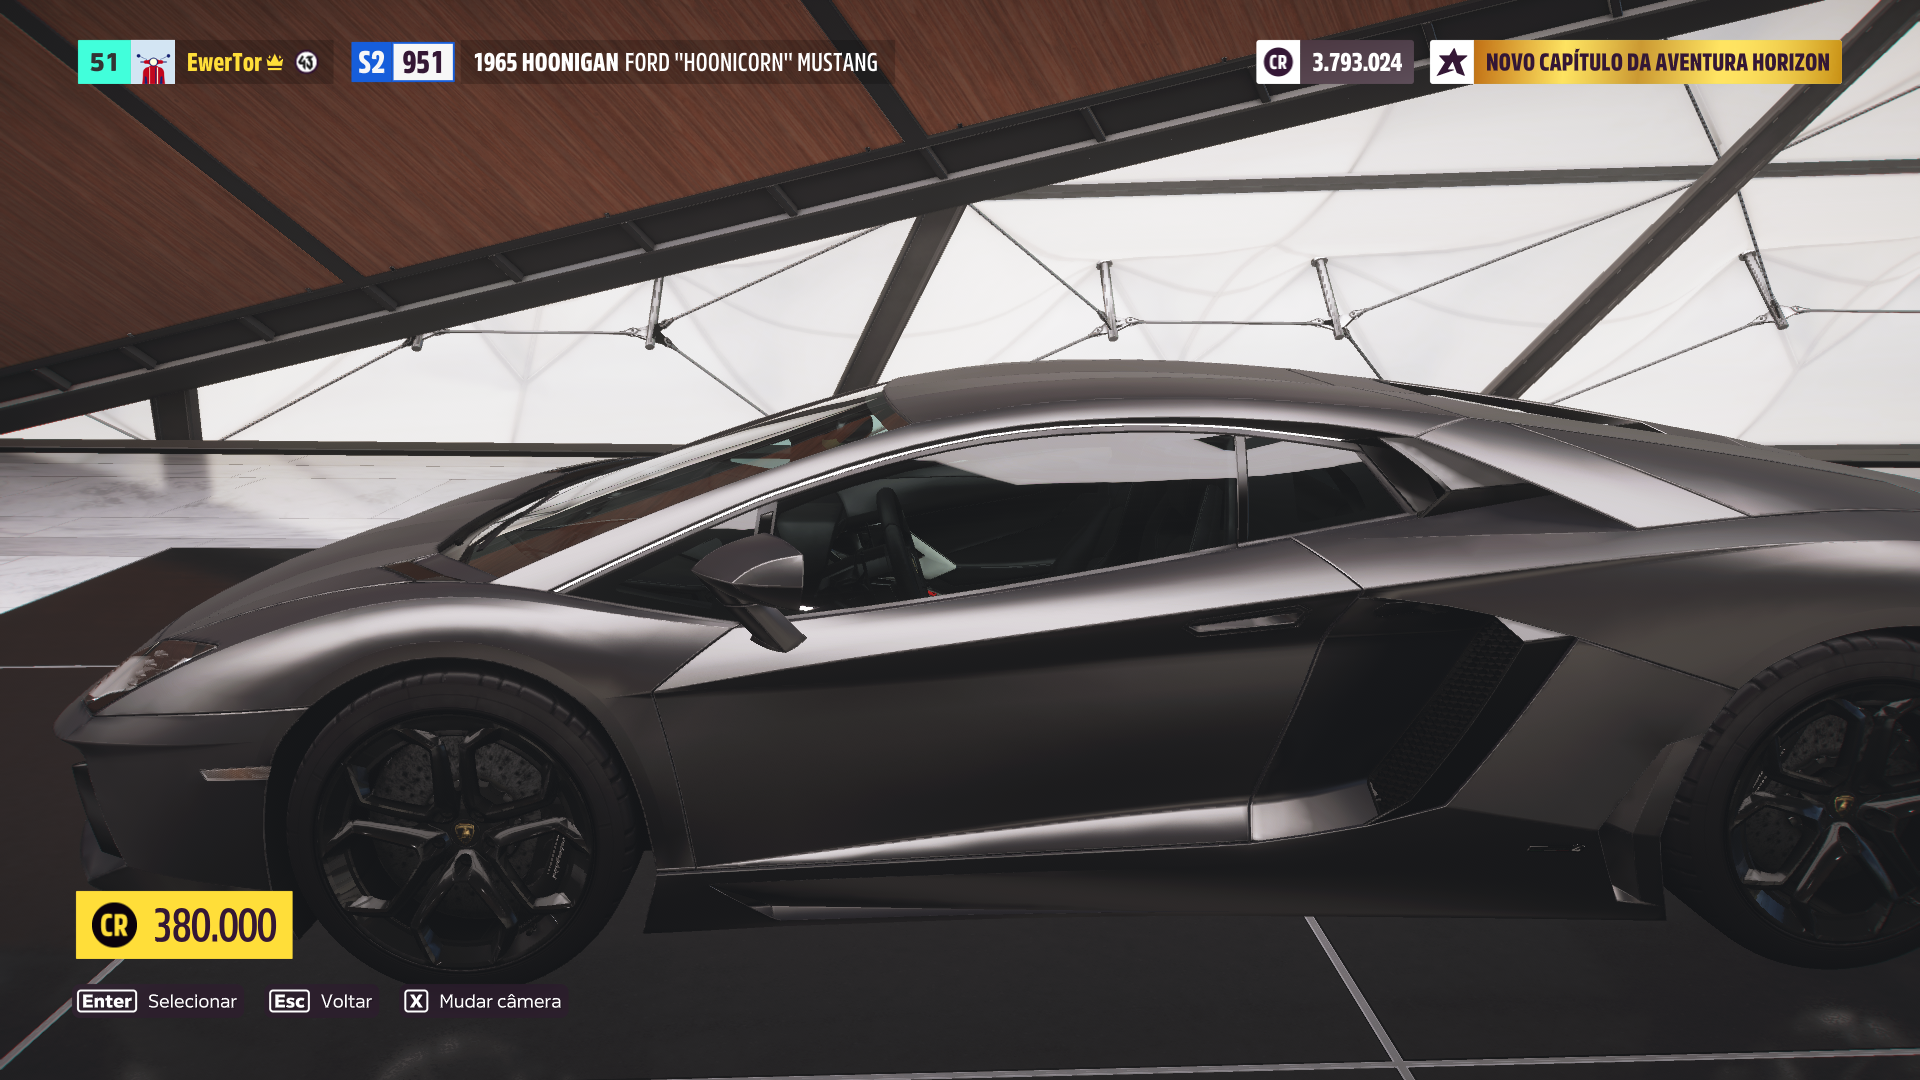 51 EwerTor 43 S2 951 1965 HOONIGAN FORD "HOONICORN" MUSTANG CR 3.793.024 NOVO CAPÍTULO DA AVENTURA HORIZON
CR 380.000
Enter Selecionar Esc Voltar X Mudar câmera